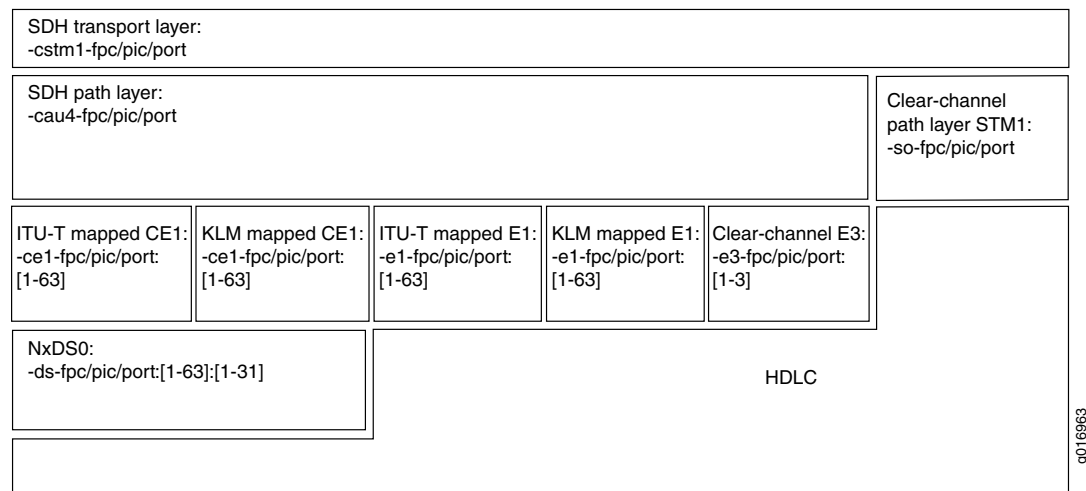 SDH transport layer:
-cstm1-fpc/pic/port
SDH path layer:
-cau4-fpc/pic/port
Clear-channel
path layer STM1:
-so-fpc/pic/port
ITU-T mapped CE1:
-ce1-fpc/pic/port:
[1-63]
KLM mapped CE1:
-ce1-fpc/pic/port:
[1-63]
ITU-T mapped E1:
-e1-fpc/pic/port:
[1-63]
KLM mapped E1:
-e1-fpc/pic/port:
[1-63]
Clear-channel E3:
-e3-fpc/pic/port:
[1-3]
NxDS0:
-ds-fpc/pic/port:[1-63]:[1-31]
HDLC
g016963